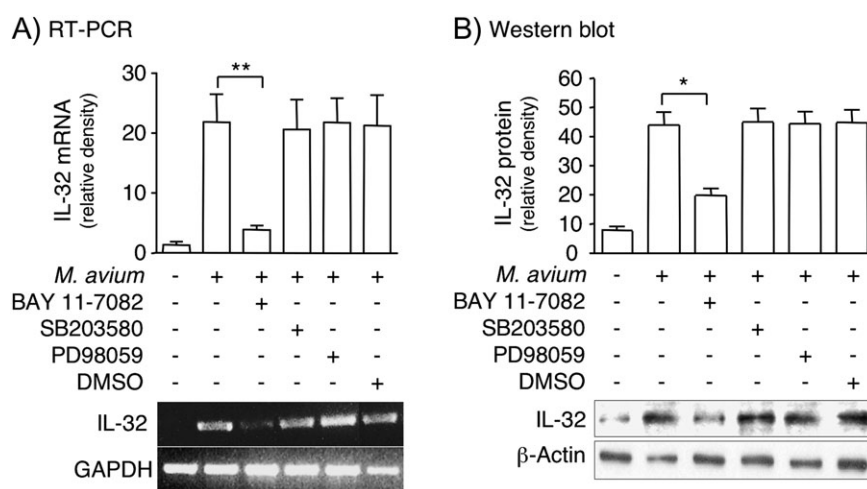 A) RT-PCR
**
30
20
10
0
IL-32 mRNA
(relative density)
M. avium - + + + + +
BAY 11-7082 - - + - - -
SB203580 - - - + - -
PD98059 - - - - + -
DMSO - - - - - +
IL-32
GAPDH
B) Western blot
*
60
50
40
30
20
10
0
IL-32 protein
(relative density)
M. avium - + + + + +
BAY 11-7082 - - + - - -
SB203580 - - - + - -
PD98059 - - - - + -
DMSO - - - - - +
IL-32
β-Actin